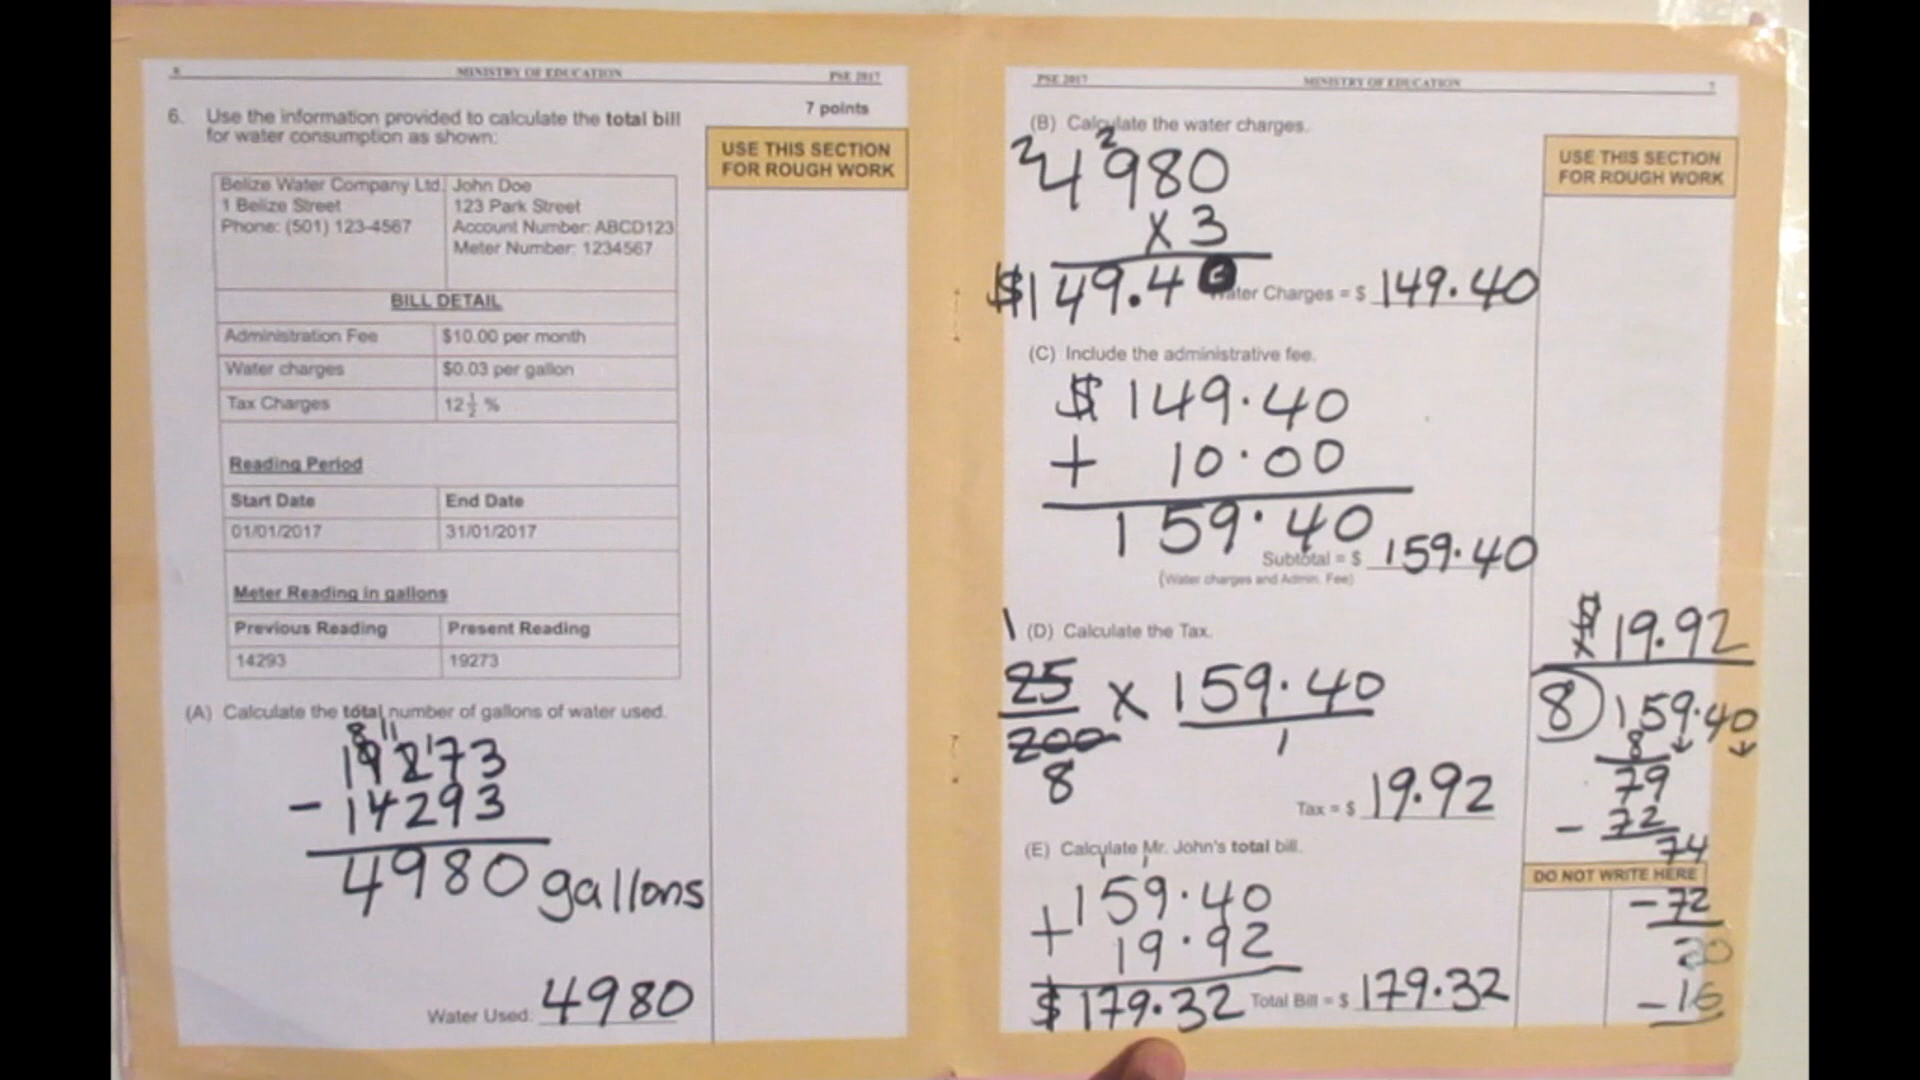 8 MINISTRY OF EDUCATION PSE 2017
7 points
6. Use the information provided to calculate the total bill
for water consumption as shown:
USE THIS SECTION
FOR ROUGH WORK
Belize Water Company Ltd.
1 Belize Street
Phone: (501) 123-4567
John Doe
123 Park Street
Account Number: ABCD123
Meter Number: 1234567
BILL DETAIL
Administration Fee $10.00 per month
Water charges $0.03 per gallon
Tax Charges 12½ %
Reading Period
Start Date End Date
01/01/2017 31/01/2017
Meter Reading in gallons
Previous Reading Present Reading
14293 19273
(A) Calculate the total number of gallons of water used.
8 11 1
19273
- 14293
4980 gallons
Water Used: 4980
PSE 2017 MINISTRY OF EDUCATION 7
(B) Calculate the water charges.
USE THIS SECTION
FOR ROUGH WORK
2 2
4980
x 3
$149.40
Water Charges = $ 149.40
(C) Include the administrative fee.
$149.40
+ 10.00
159.40
Subtotal = $ 159.40
(Water charges and Admin. Fee)
(D) Calculate the Tax.
1
25 x 159.40
200 1
8
Tax = $ 19.92
(E) Calculate Mr. John's total bill.
1 1
159.40
+ 19.92
$179.32
Total Bill = $ 179.32
$19.92
8 159.40
8
79
- 72
74
DO NOT WRITE HERE
- 72
20
- 16